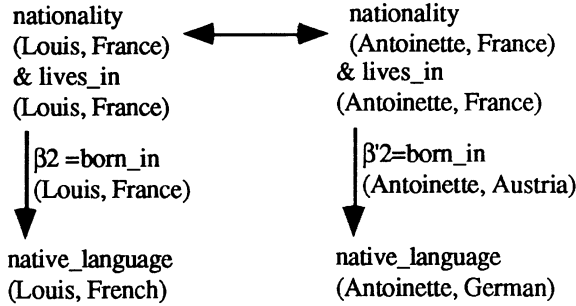 nationality
(Louis, France)
& lives_in
(Louis, France)
β2 =born_in
(Louis, France)
native_language
(Louis, French)
nationality
(Antoinette, France)
& lives_in
(Antoinette, France)
β'2=born_in
(Antoinette, Austria)
native_language
(Antoinette, German)